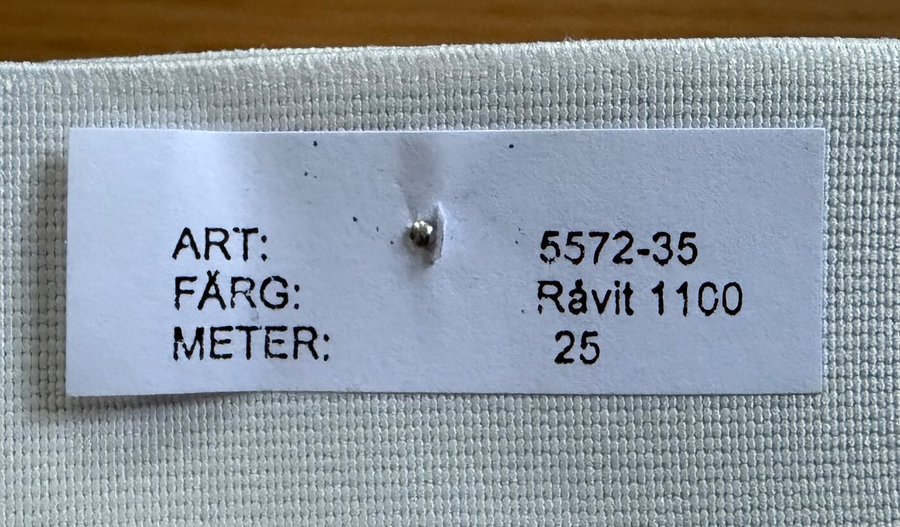 ART: 5572-35
FÄRG: Råvit 1100
METER: 25